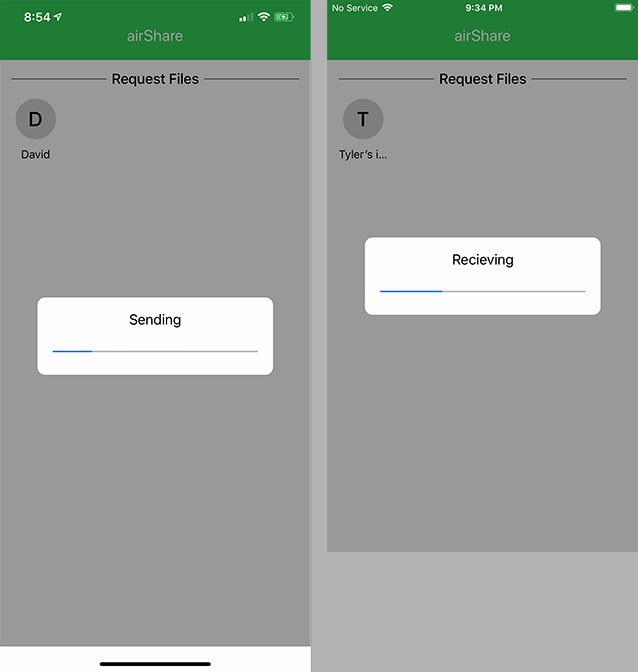 8:54
airShare
Request Files
D
David
Sending
No Service
9:34 PM
airShare
Request Files
T
Tyler's i...
Recieving